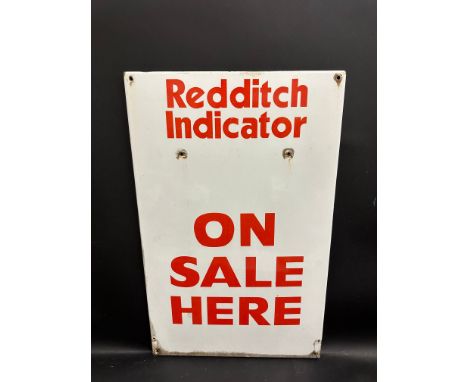 Redditch
Indicator
ON
SALE
HERE